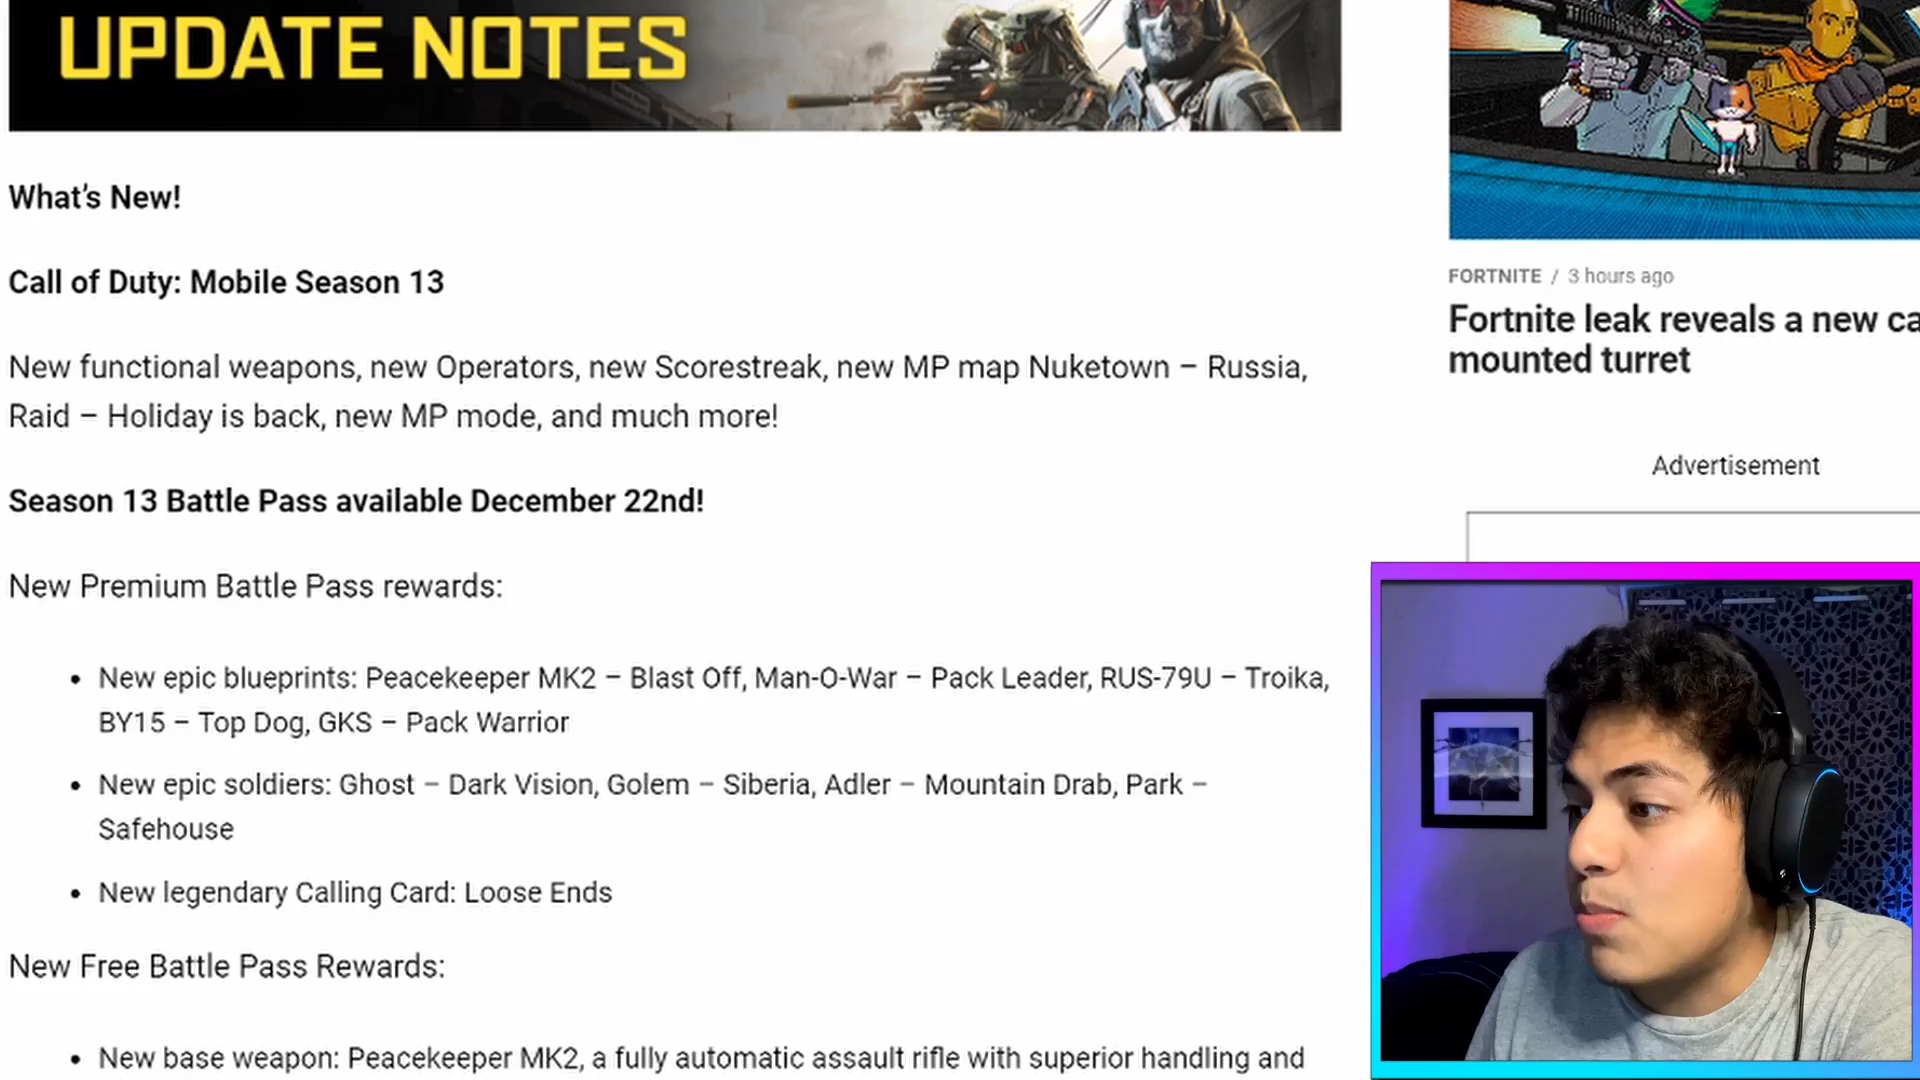 UPDATE NOTES
What's New!
Call of Duty: Mobile Season 13
New functional weapons, new Operators, new Scorestreak, new MP map Nuketown – Russia,
Raid – Holiday is back, new MP mode, and much more!
Season 13 Battle Pass available December 22nd!
New Premium Battle Pass rewards:
• New epic blueprints: Peacekeeper MK2 – Blast Off, Man-O-War – Pack Leader, RUS-79U – Troika,
BY15 – Top Dog, GKS – Pack Warrior
• New epic soldiers: Ghost – Dark Vision, Golem – Siberia, Adler – Mountain Drab, Park –
Safehouse
• New legendary Calling Card: Loose Ends
New Free Battle Pass Rewards:
• New base weapon: Peacekeeper MK2, a fully automatic assault rifle with superior handling and
FORTNITE / 3 hours ago
Fortnite leak reveals a new ca
mounted turret
Advertisement